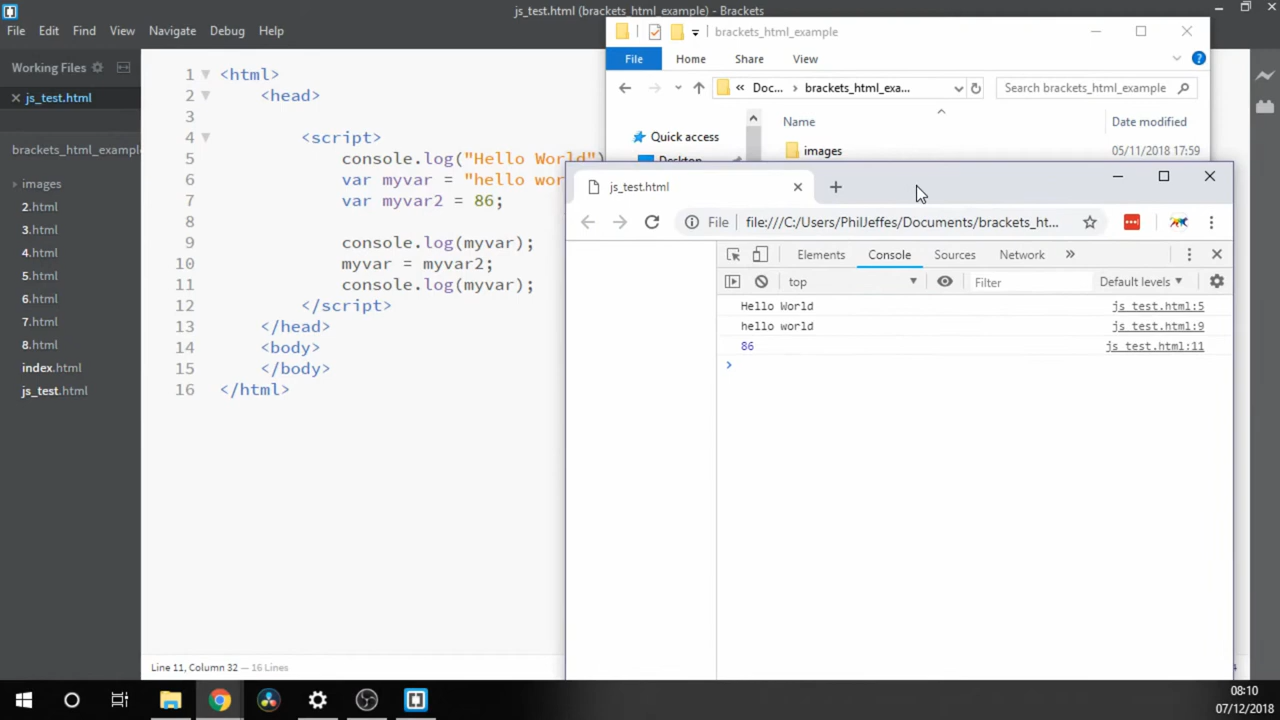 js_test.html (brackets_html_example) - Brackets
File Edit Find View Navigate Debug Help
Working Files
js_test.html
brackets_html_exampl
images
2.html
3.html
4.html
5.html
6.html
7.html
8.html
index.html
js_test.html
1 <html>
2 <head>
3
4 <script>
5 console.log("Hello World")
6 var myvar = "hello wor
7 var myvar2 = 86;
8
9 console.log(myvar);
10 myvar = myvar2;
11 console.log(myvar);
12 </script>
13 </head>
14 <body>
15 </body>
16 </html>
Line 11, Column 32 — 16 Lines
brackets_html_example
File Home Share View
« Doc... › brackets_html_exa... Search brackets_html_example
Quick access
Desktop
Name Date modified
images 05/11/2018 17:59
js_test.html
File file:///C:/Users/PhilJeffes/Documents/brackets_ht...
Elements Console Sources Network »
top Filter Default levels
Hello World js_test.html:5
hello world js_test.html:9
86 js_test.html:11
08:10
07/12/2018